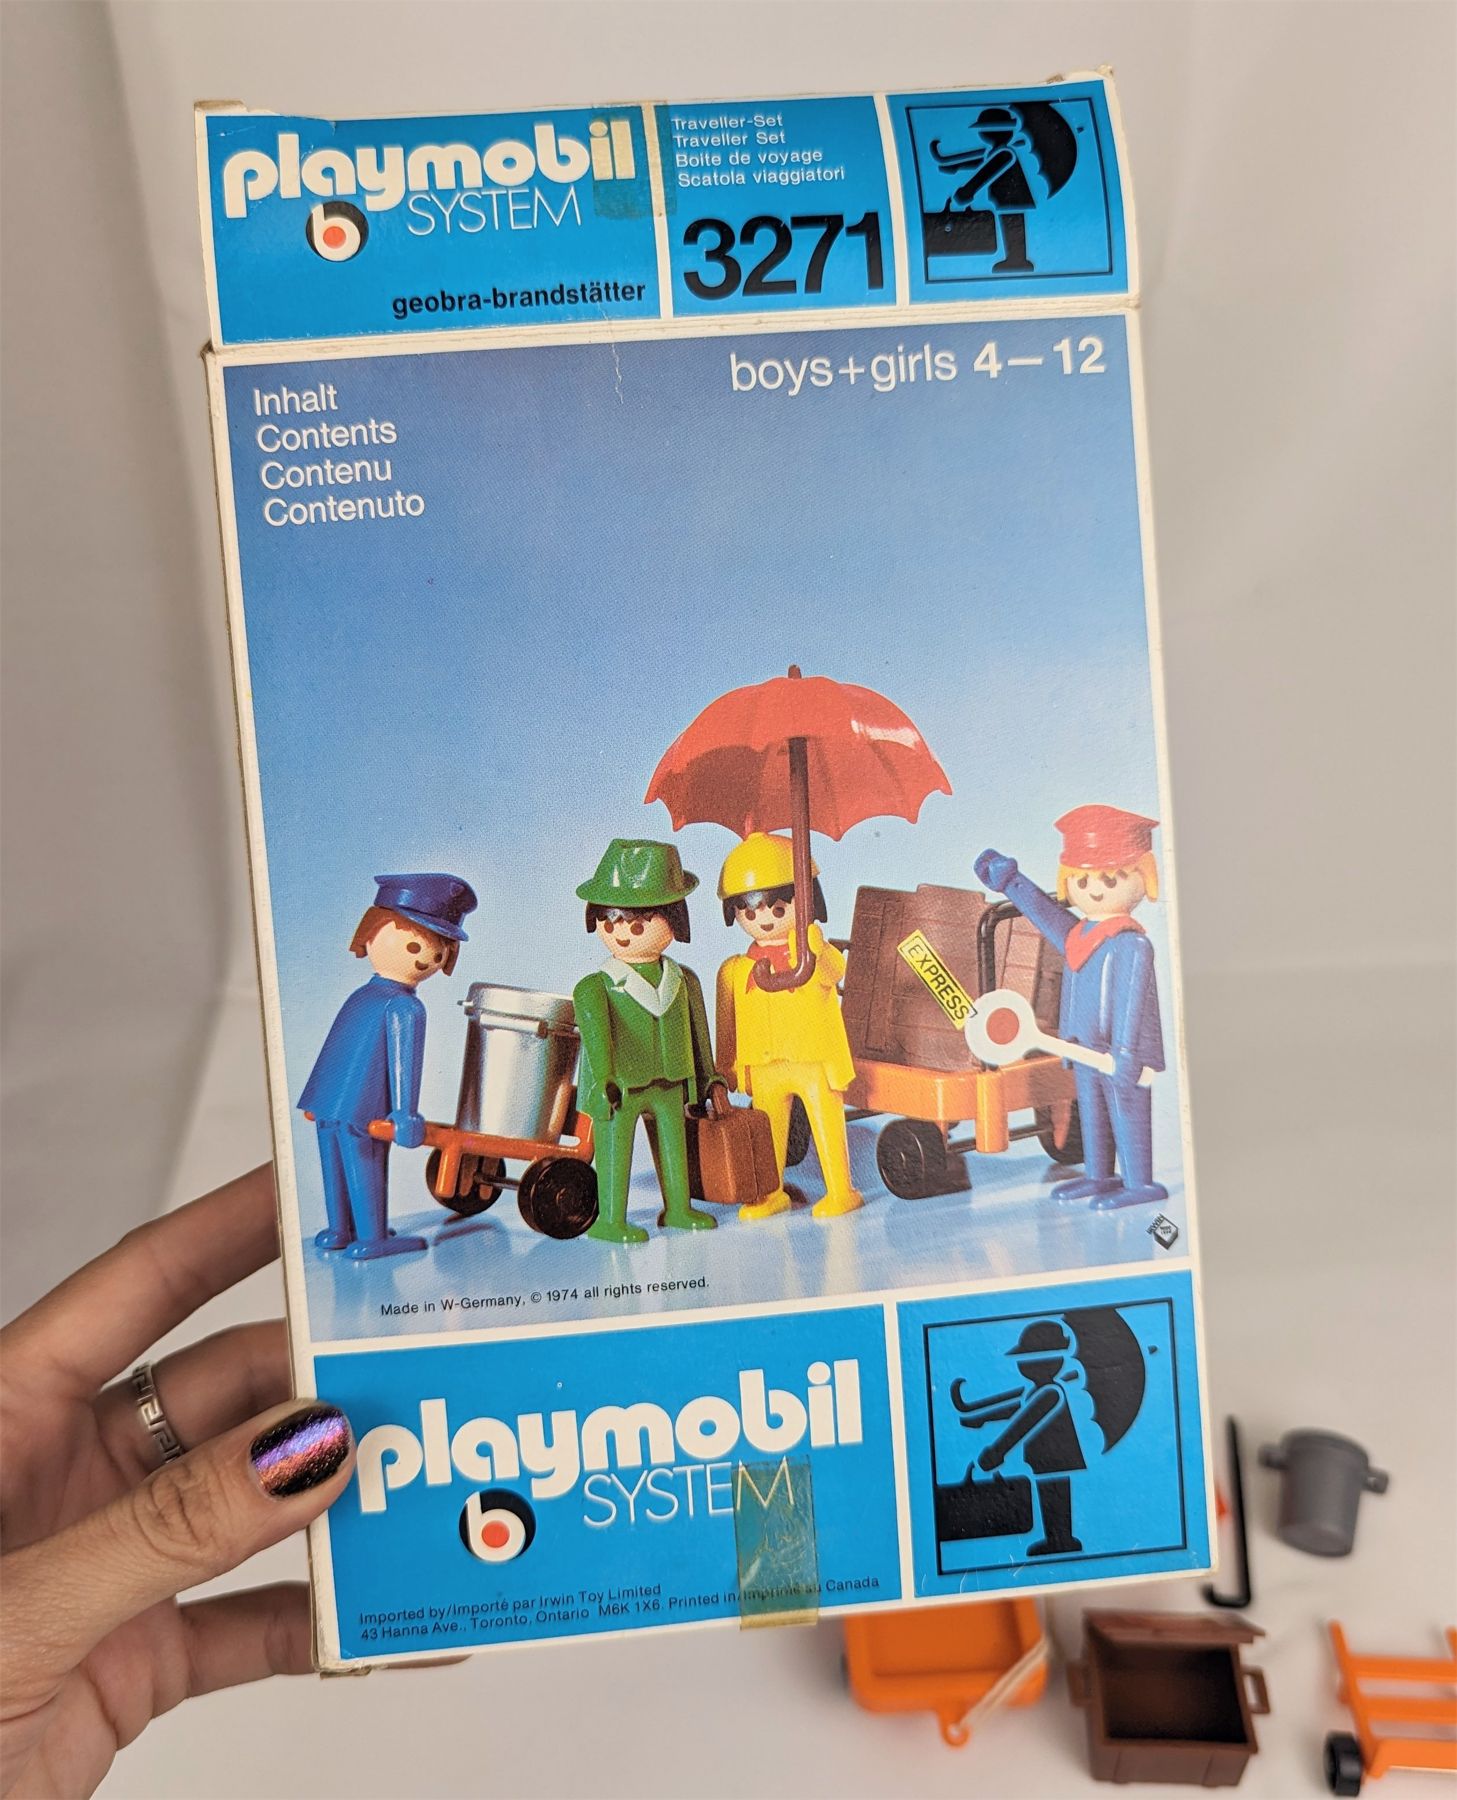 playmobil
SYSTEM
b
geobra-brandstätter
Traveller-Set
Traveller Set
Boite de voyage
Scatola viaggiatori
3271
boys+girls 4–12
Inhalt
Contents
Contenu
Contenuto
EXPRESS
IRWIN
Made in W-Germany, © 1974 all rights reserved.
playmobil
SYSTEM
b
Imported by/Importé par Irwin Toy Limited
43 Hanna Ave., Toronto, Ontario M6K 1X6. Printed in/Imprimé au Canada